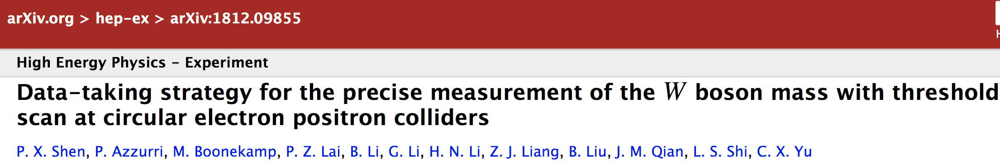 arXiv.org > hep-ex > arXiv:1812.09855
High Energy Physics – Experiment
Data-taking strategy for the precise measurement of the W boson mass with threshold
scan at circular electron positron colliders
P. X. Shen, P. Azzurri, M. Boonekamp, P. Z. Lai, B. Li, G. Li, H. N. Li, Z. J. Liang, B. Liu, J. M. Qian, L. S. Shi, C. X. Yu